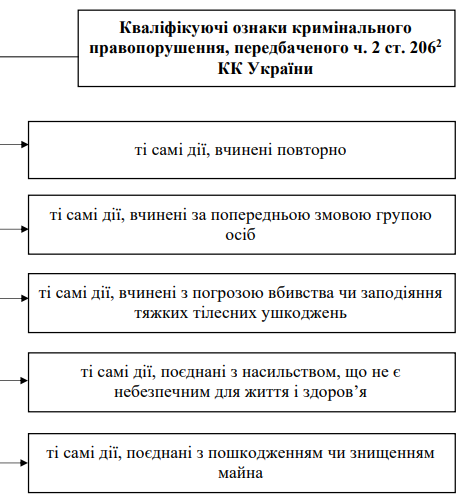 Кваліфікуючі ознаки кримінального
правопорушення, передбаченого ч. 2 ст. 206²
КК України
ті самі дії, вчинені повторно
ті самі дії, вчинені за попередньою змовою групою
осіб
ті самі дії, вчинені з погрозою вбивства чи заподіяння
тяжких тілесних ушкоджень
ті самі дії, поєднані з насильством, що не є
небезпечним для життя і здоров’я
ті самі дії, поєднані з пошкодженням чи знищенням
майна